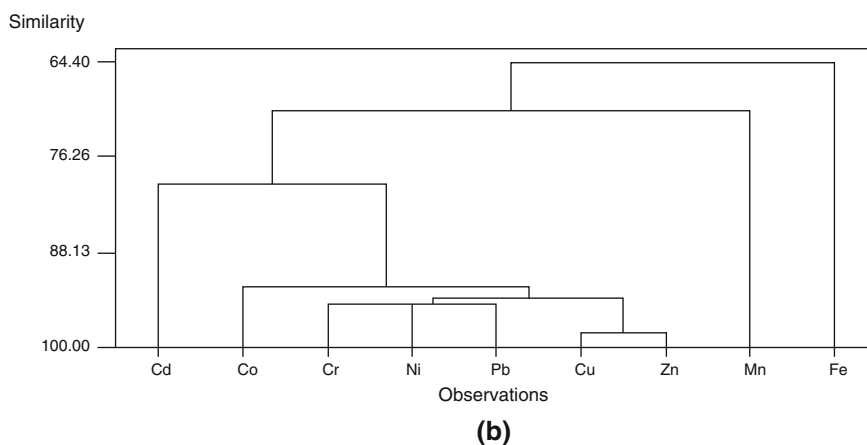 Similarity
64.40
76.26
88.13
100.00
Cd Co Cr Ni Pb Cu Zn Mn Fe
Observations
(b)